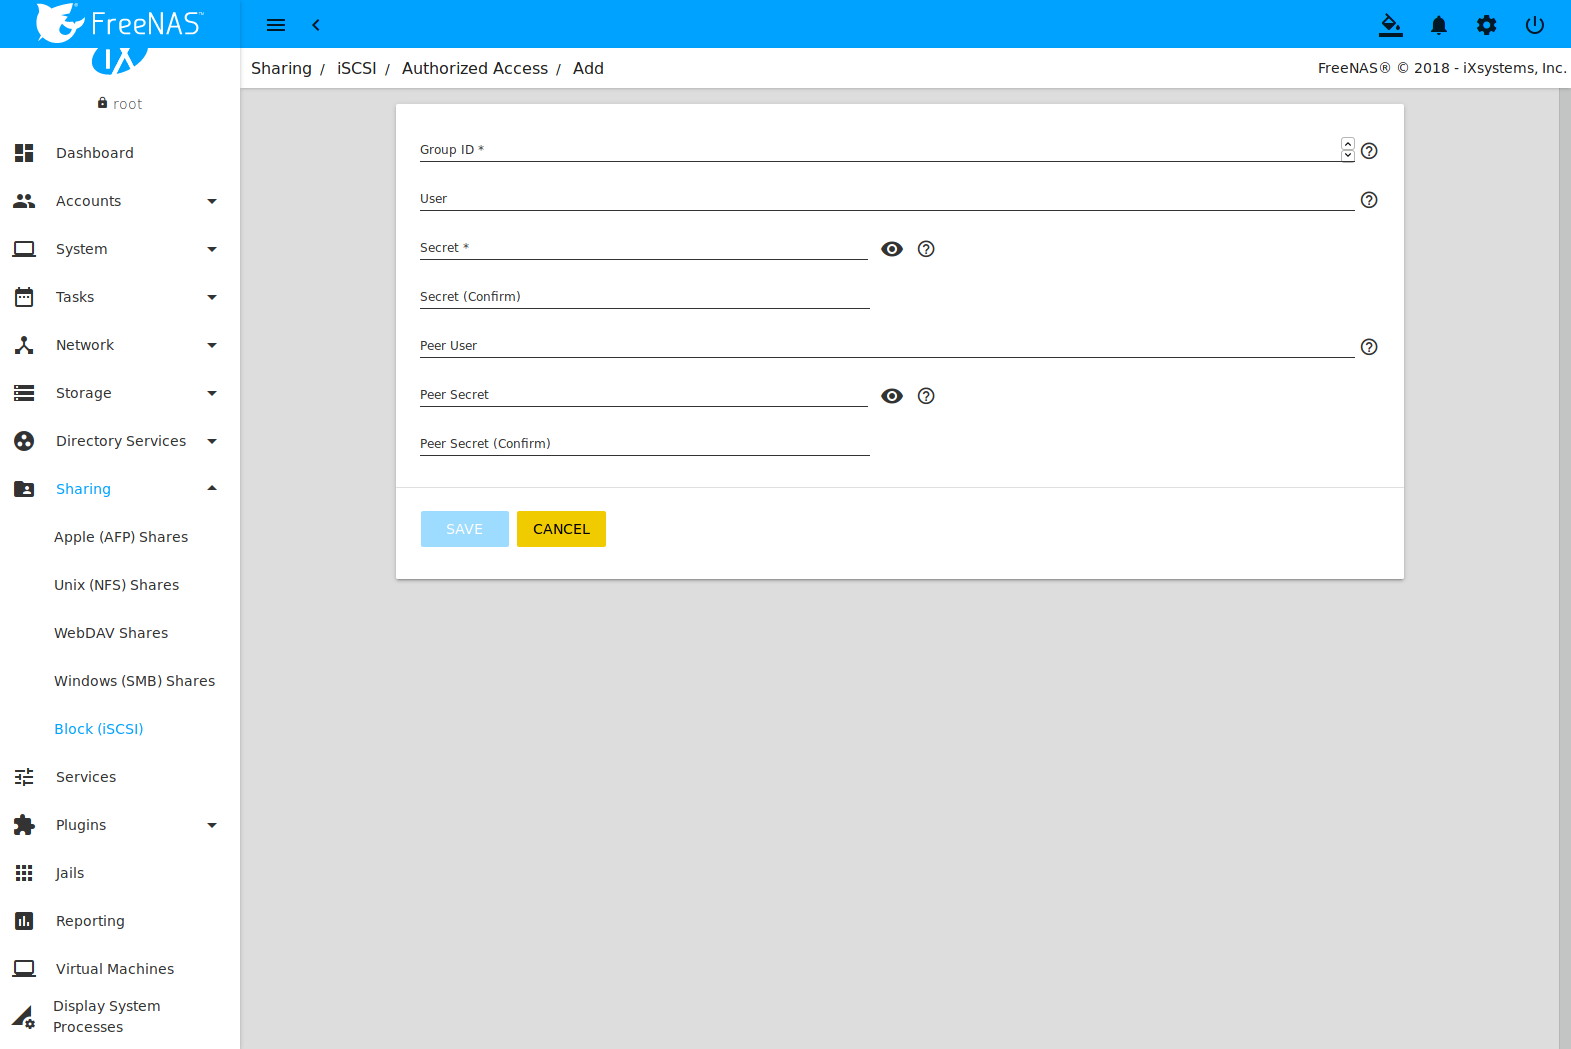 FreeNAS™
iX
root
Dashboard
Accounts
System
Tasks
Network
Storage
Directory Services
Sharing
Apple (AFP) Shares
Unix (NFS) Shares
WebDAV Shares
Windows (SMB) Shares
Block (iSCSI)
Services
Plugins
Jails
Reporting
Virtual Machines
Display System
Processes
Sharing / iSCSI / Authorized Access / Add
FreeNAS® © 2018 - iXsystems, Inc.
Group ID *
User
Secret *
Secret (Confirm)
Peer User
Peer Secret
Peer Secret (Confirm)
SAVE CANCEL